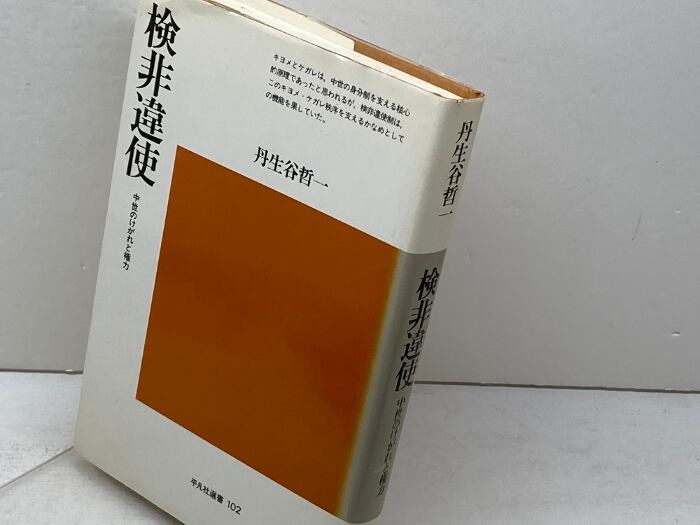 検非違使
中世のけがれと権力
キヨメとケガレは、中世の身分制を支える核心
的原理であったと思われるが、検非違使制は、
このキヨメ・ケガレ秩序を支えるかなめとして
の機能を果していた。
丹生谷哲一
平凡社選書 102
丹生谷哲一
検非違使
中世のけがれと権力